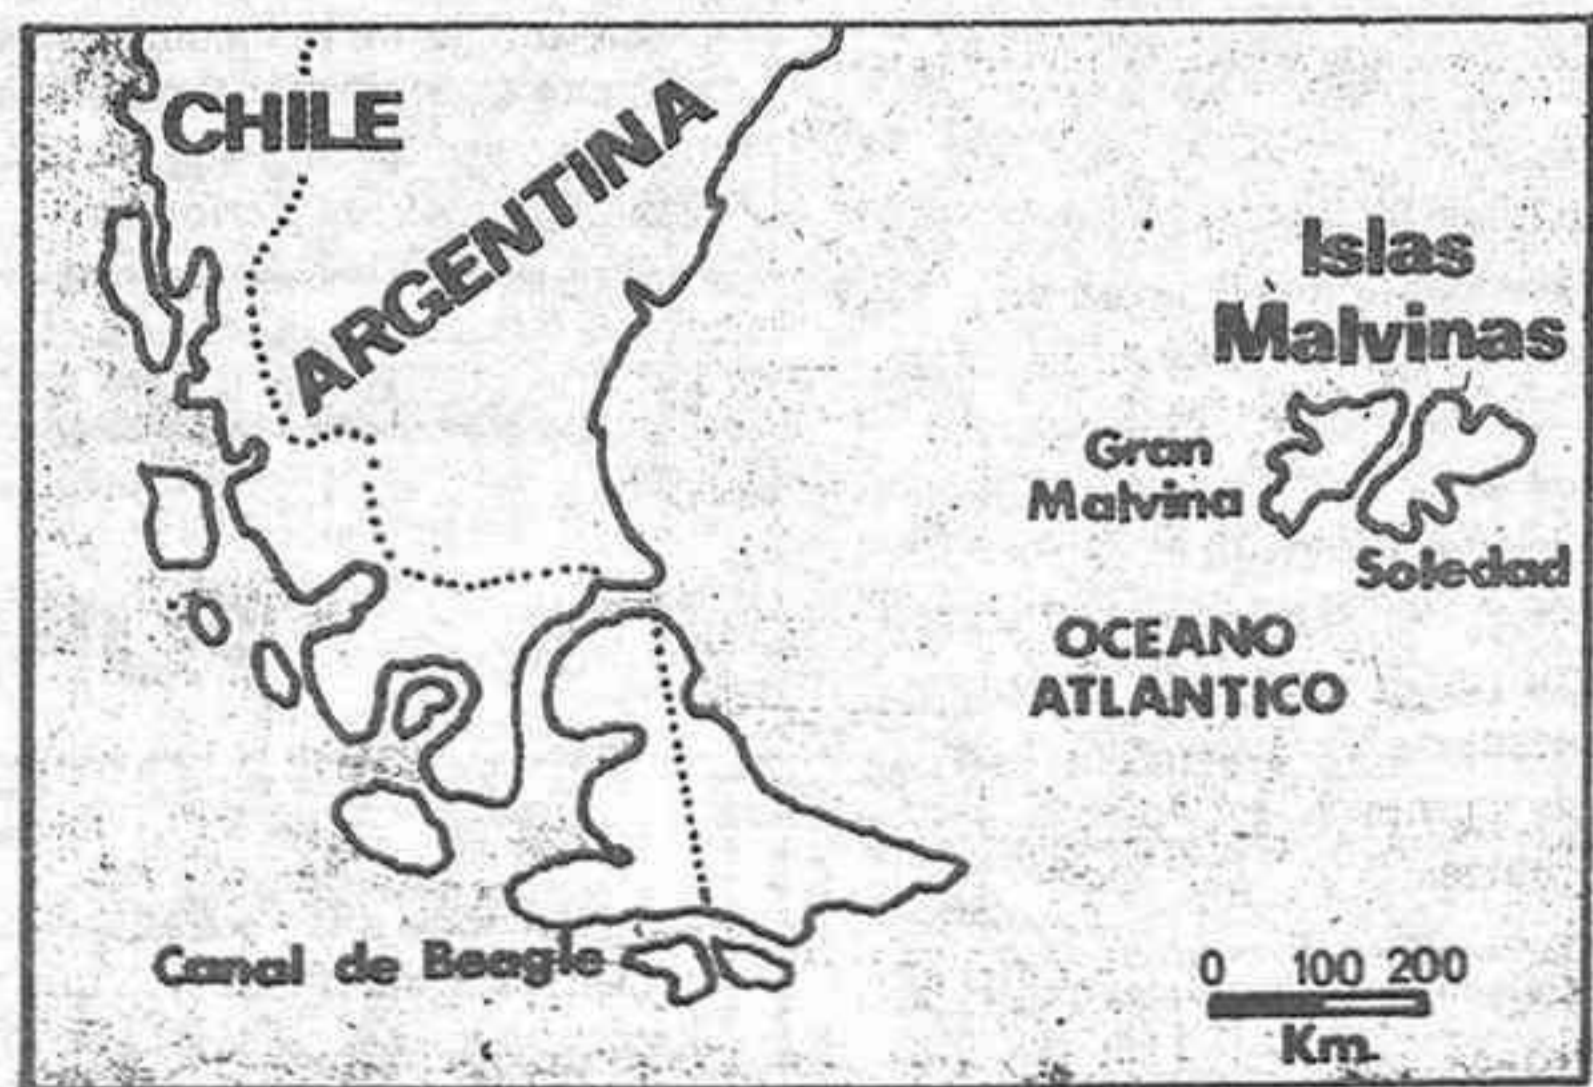 CHILE
ARGENTINA
Islas
Malvinas
Gran
Malvina
Soledad
OCEANO
ATLANTICO
Canal de Beagle
0 100 200
Km.